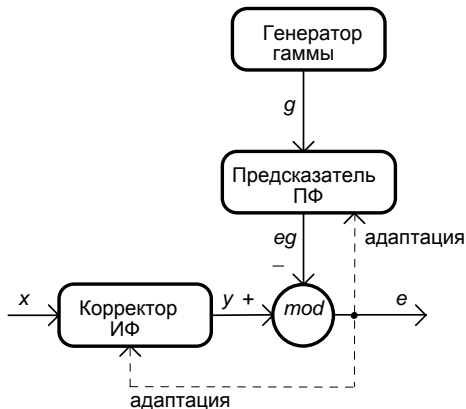 Генератор
гаммы
g
Предсказатель
ПФ
eg
адаптация
–
x
Корректор
ИФ
y +
mod
e
адаптация